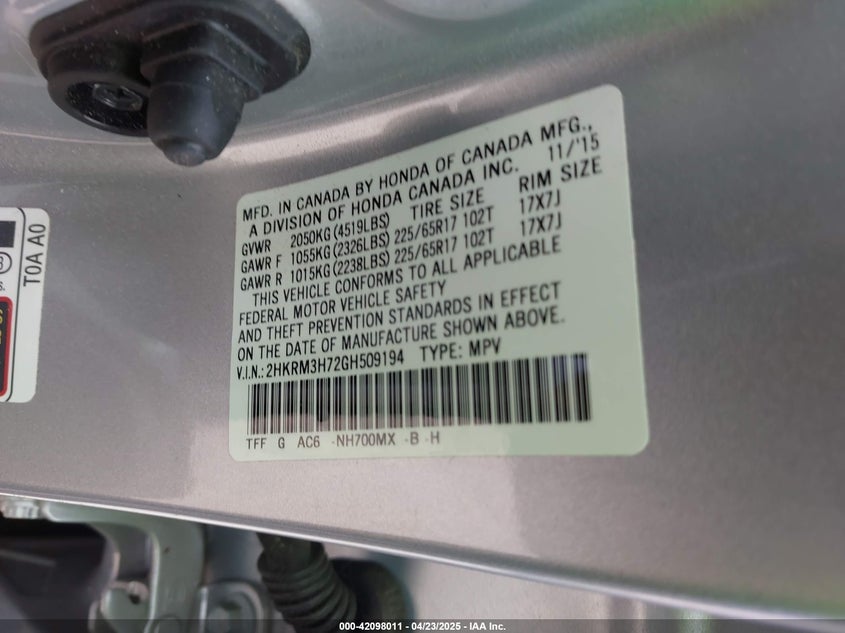 MFD. IN CANADA BY HONDA OF CANADA MFG.,
A DIVISION OF HONDA CANADA INC. 11/'15
GVWR 2050KG(4519LBS) TIRE SIZE RIM SIZE
GAWR F 1055KG(2326LBS) 225/65R17 102T 17X7J
GAWR R 1015KG(2238LBS) 225/65R17 102T 17X7J
THIS VEHICLE CONFORMS TO ALL APPLICABLE
FEDERAL MOTOR VEHICLE SAFETY
AND THEFT PREVENTION STANDARDS IN EFFECT
ON THE DATE OF MANUFACTURE SHOWN ABOVE.
V.I.N.: 2HKRM3H72GH509194 TYPE: MPV
TFF G AC6 -NH700MX -B -H
T0A A0
000-42098011 - 04/23/2025 - IAA Inc.